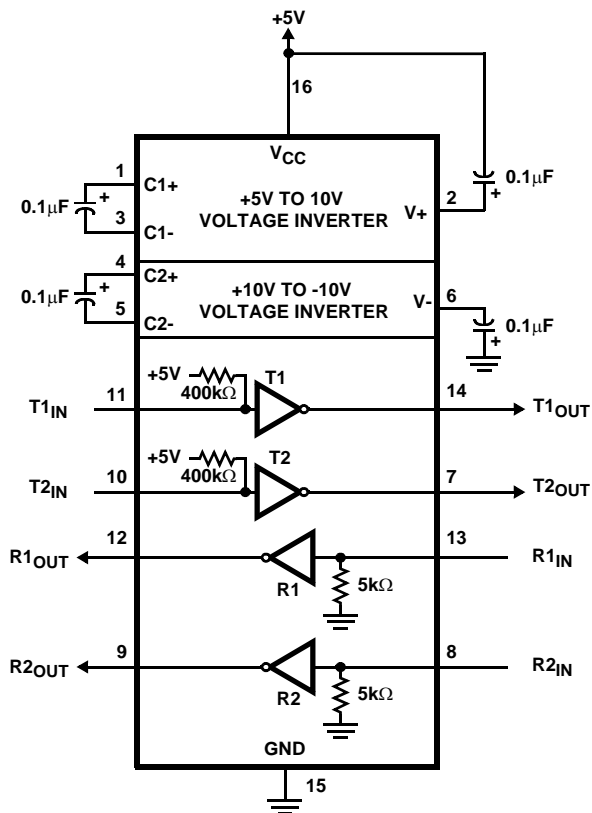 +5V
16
VCC
1
C1+
0.1μF
+
3
C1-
+5V TO 10V
VOLTAGE INVERTER
V+
2
0.1μF
+
4
C2+
0.1μF
+
5
C2-
+10V TO -10V
VOLTAGE INVERTER
V-
6
0.1μF
+
T1IN
11
+5V
400kΩ
T1
14
T1OUT
T2IN
10
+5V
400kΩ
T2
7
T2OUT
R1OUT
12
R1
5kΩ
13
R1IN
R2OUT
9
R2
5kΩ
8
R2IN
GND
15